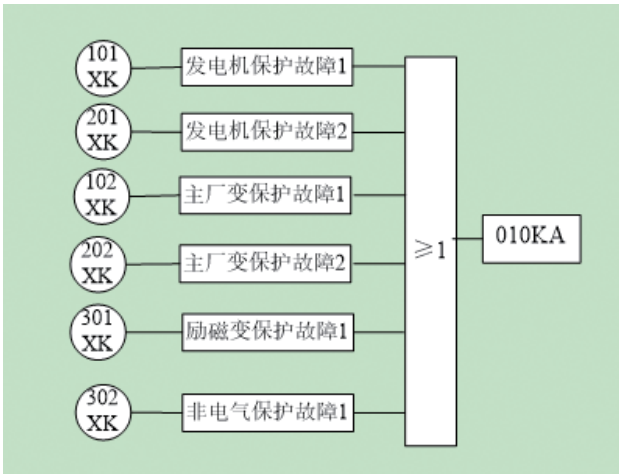 101
XK
发电机保护故障1
201
XK
发电机保护故障2
102
XK
主厂变保护故障1
202
XK
主厂变保护故障2
≥1
010KA
301
XK
励磁变保护故障1
302
XK
非电气保护故障1